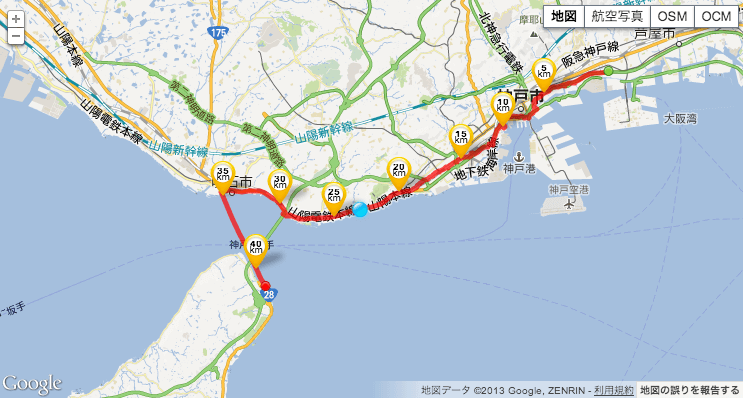 +
−
地図
航空写真
OSM
OCM
175
山陽本線
北神急行電鉄
摩耶山
芦屋市
阪急神戸線
5
km
第二神明道路
山陽電鉄本線
10
km
神戸市
大阪湾
山陽新幹線
山陽新幹線
第二神明道路
15
km
地下鉄海岸線
神戸港
20
km
35
km
石市
30
km
25
km
山陽電鉄本線
山陽本線
神戸空港
40
km
28
坂手
Google
地図データ ©2013 Google, ZENRIN - 利用規約
地図の誤りを報告する